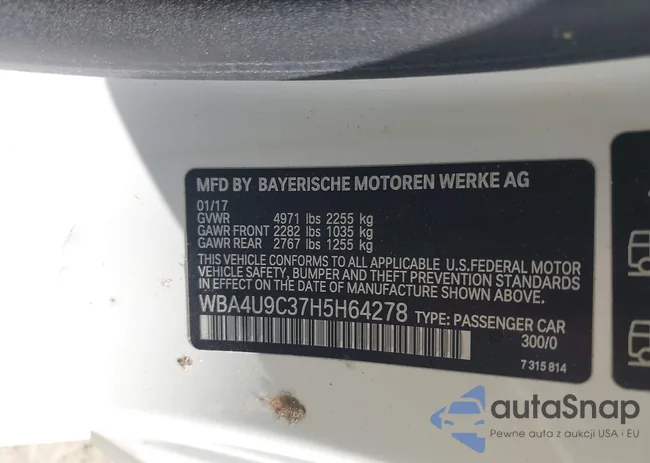 MFD BY BAYERISCHE MOTOREN WERKE AG
01/17
GVWR 4971 lbs 2255 kg
GAWR FRONT 2282 lbs 1035 kg
GAWR REAR 2767 lbs 1255 kg
THIS VEHICLE CONFORMS TO ALL APPLICABLE U.S.FEDERAL MOTOR
VEHICLE SAFETY, BUMPER AND THEFT PREVENTION STANDARDS
IN EFFECT ON THE DATE OF MANUFACTURE SHOWN ABOVE.
WBA4U9C37H5H64278 TYPE: PASSENGER CAR
300/0
7 315 814
autaSnap
Pewne auta z aukcji USA i EU